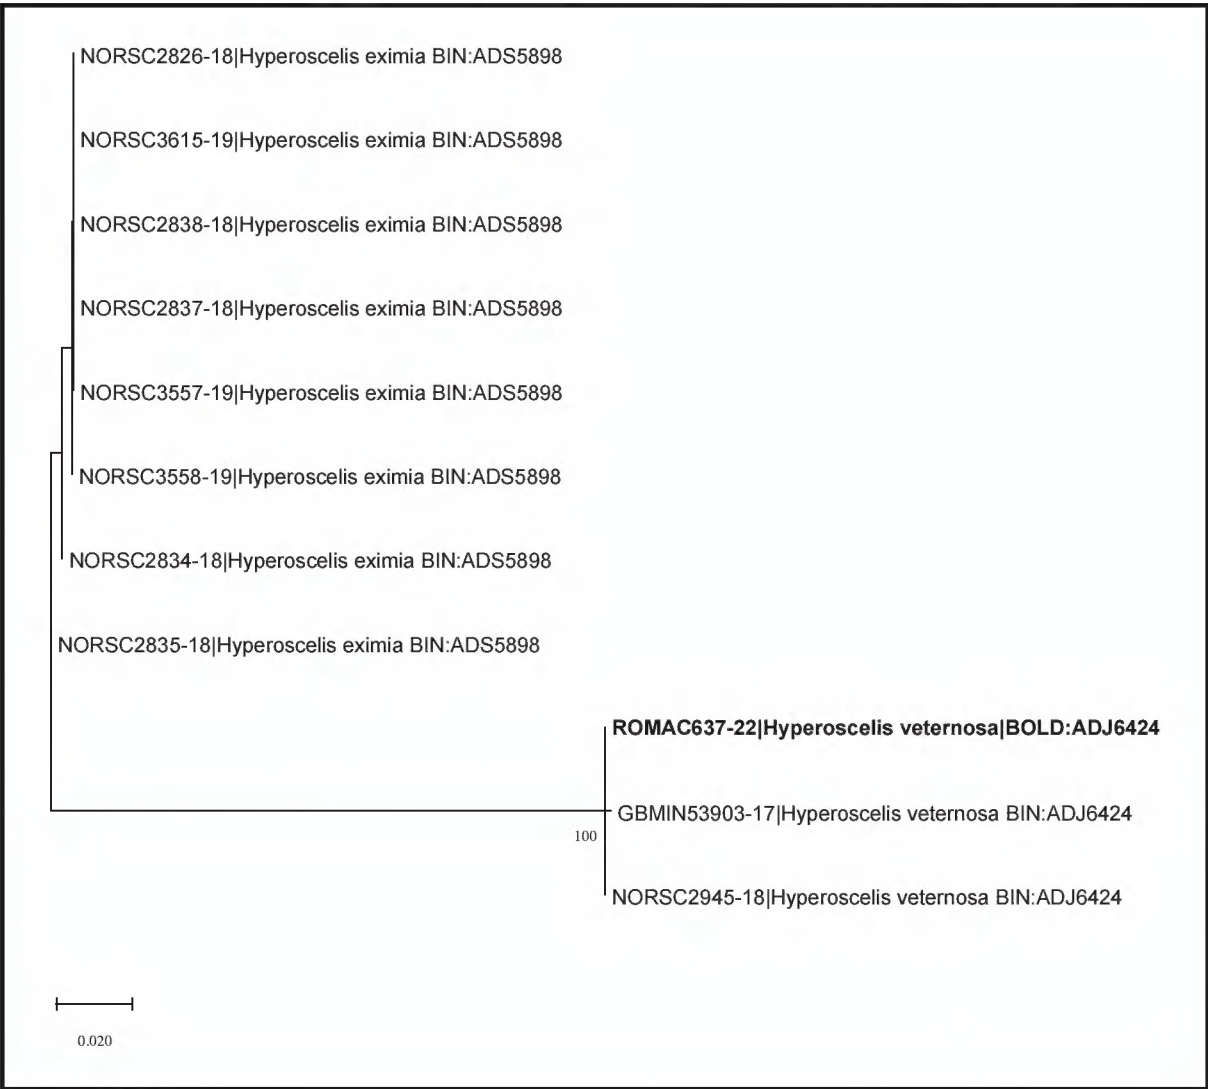 NORSC2826-18|Hyperoscelis eximia BIN:ADS5898
NORSC3615-19|Hyperoscelis eximia BIN:ADS5898
NORSC2838-18|Hyperoscelis eximia BIN:ADS5898
NORSC2837-18|Hyperoscelis eximia BIN:ADS5898
NORSC3557-19|Hyperoscelis eximia BIN:ADS5898
NORSC3558-19|Hyperoscelis eximia BIN:ADS5898
NORSC2834-18|Hyperoscelis eximia BIN:ADS5898
NORSC2835-18|Hyperoscelis eximia BIN:ADS5898
ROMAC637-22|Hyperoscelis veternosa|BOLD:ADJ6424
GBMIN53903-17|Hyperoscelis veternosa BIN:ADJ6424
100
NORSC2945-18|Hyperoscelis veternosa BIN:ADJ6424
0.020